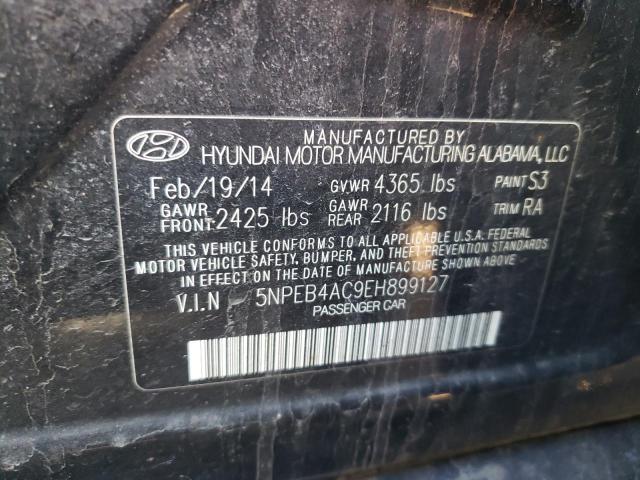 MANUFACTURED BY
HYUNDAI MOTOR MANUFACTURING ALABAMA, LLC
Feb/19/14 GVWR 4365 lbs PAINT S3
GAWR FRONT 2425 lbs GAWR REAR 2116 lbs TRIM RA
THIS VEHICLE CONFORMS TO ALL APPLICABLE U.S.A. FEDERAL
MOTOR VEHICLE SAFETY, BUMPER, AND THEFT PREVENTION STANDARDS
IN EFFECT ON THE DATE OF MANUFACTURE SHOWN ABOVE.
V.I.N 5NPEB4AC9EH899127
PASSENGER CAR